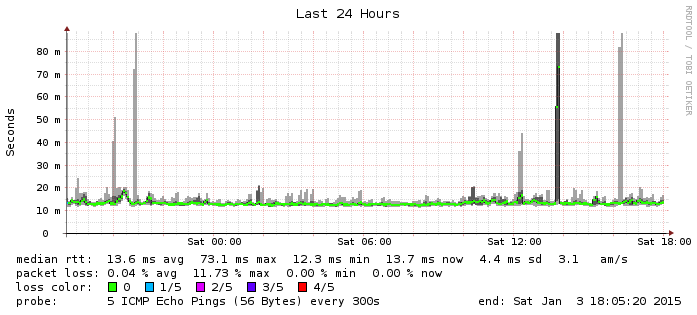 Last 24 Hours
RRDTOOL / TOBI OETIKER
Seconds
80 m
70 m
60 m
50 m
40 m
30 m
20 m
10 m
0
Sat 00:00 Sat 06:00 Sat 12:00 Sat 18:00
median rtt: 13.6 ms avg 73.1 ms max 12.3 ms min 13.7 ms now 4.4 ms sd 3.1 am/s
packet loss: 0.04 % avg 11.73 % max 0.00 % min 0.00 % now
loss color: 0 1/5 2/5 3/5 4/5
probe: 5 ICMP Echo Pings (56 Bytes) every 300s end: Sat Jan 3 18:05:20 2015